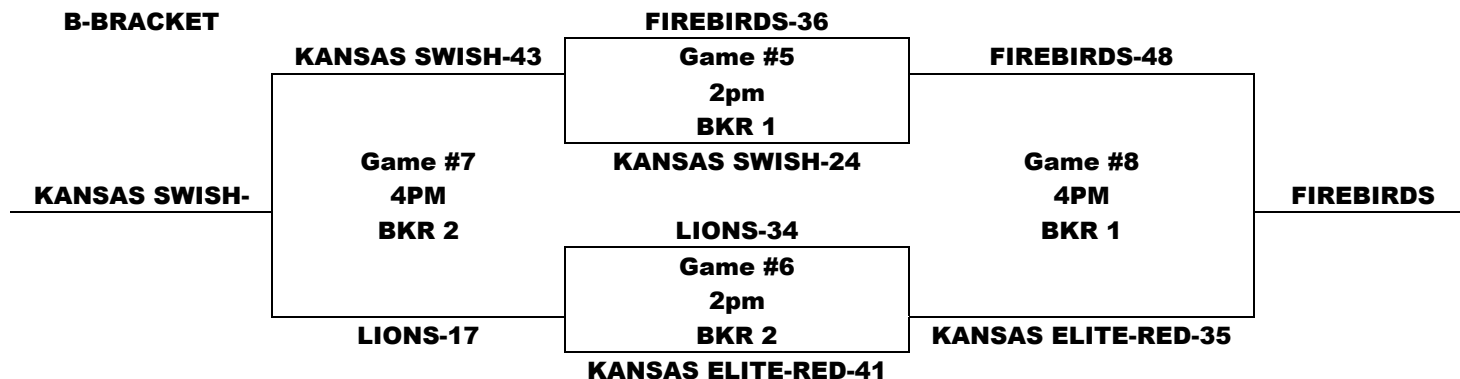 B-BRACKET
FIREBIRDS-36
KANSAS SWISH-43
Game #5
FIREBIRDS-48
2pm
BKR 1
Game #7
KANSAS SWISH-24
Game #8
KANSAS SWISH-
4PM
4PM
FIREBIRDS
BKR 2
LIONS-34
BKR 1
Game #6
2pm
LIONS-17
BKR 2
KANSAS ELITE-RED-35
KANSAS ELITE-RED-41